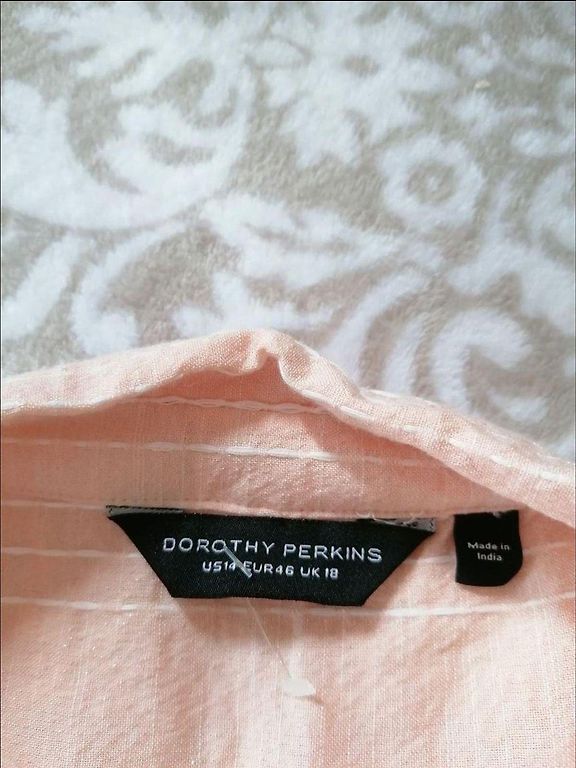 DOROTHY PERKINS
US14 EUR46 UK18
Made in
India